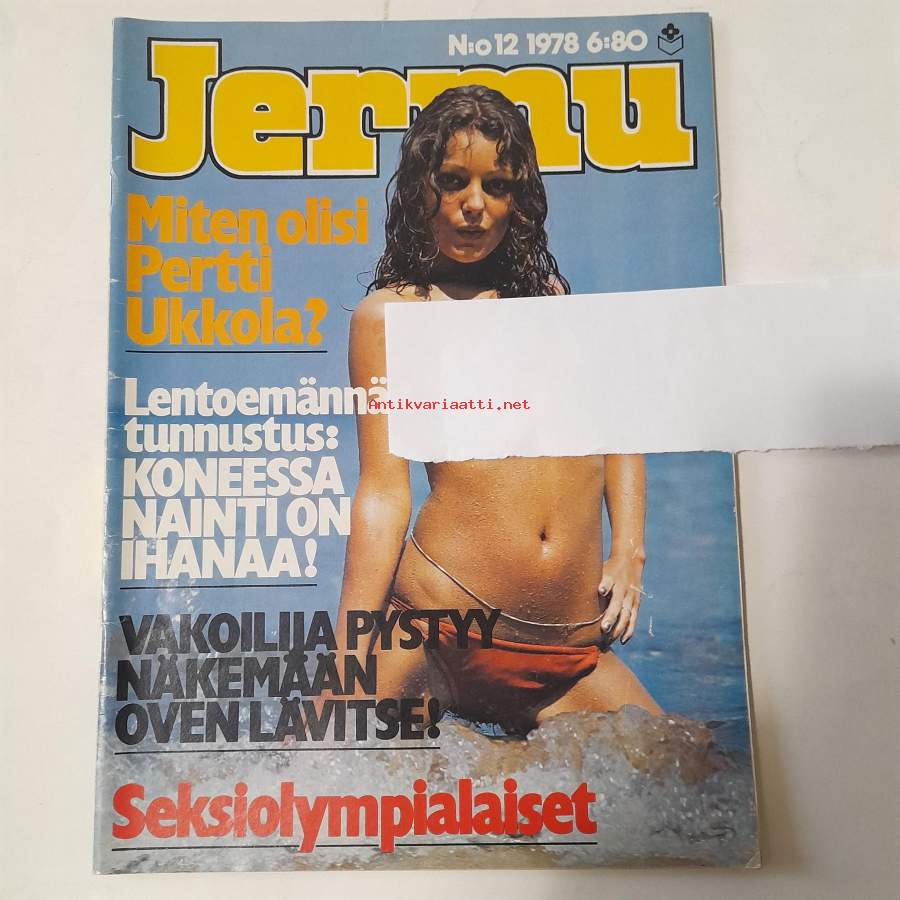 N:o 12 1978 6:80
Jermu
Miten olisi
Pertti
Ukkola?
Lentoemännä
tunnustus:
KONEESSA
NAINTI ON
IHANAA!
Antikvariaatti.net
VAKOILIJA PYSTYY
NÄKEMÄÄN
OVEN LÄVITSE!
Seksiolympialaiset